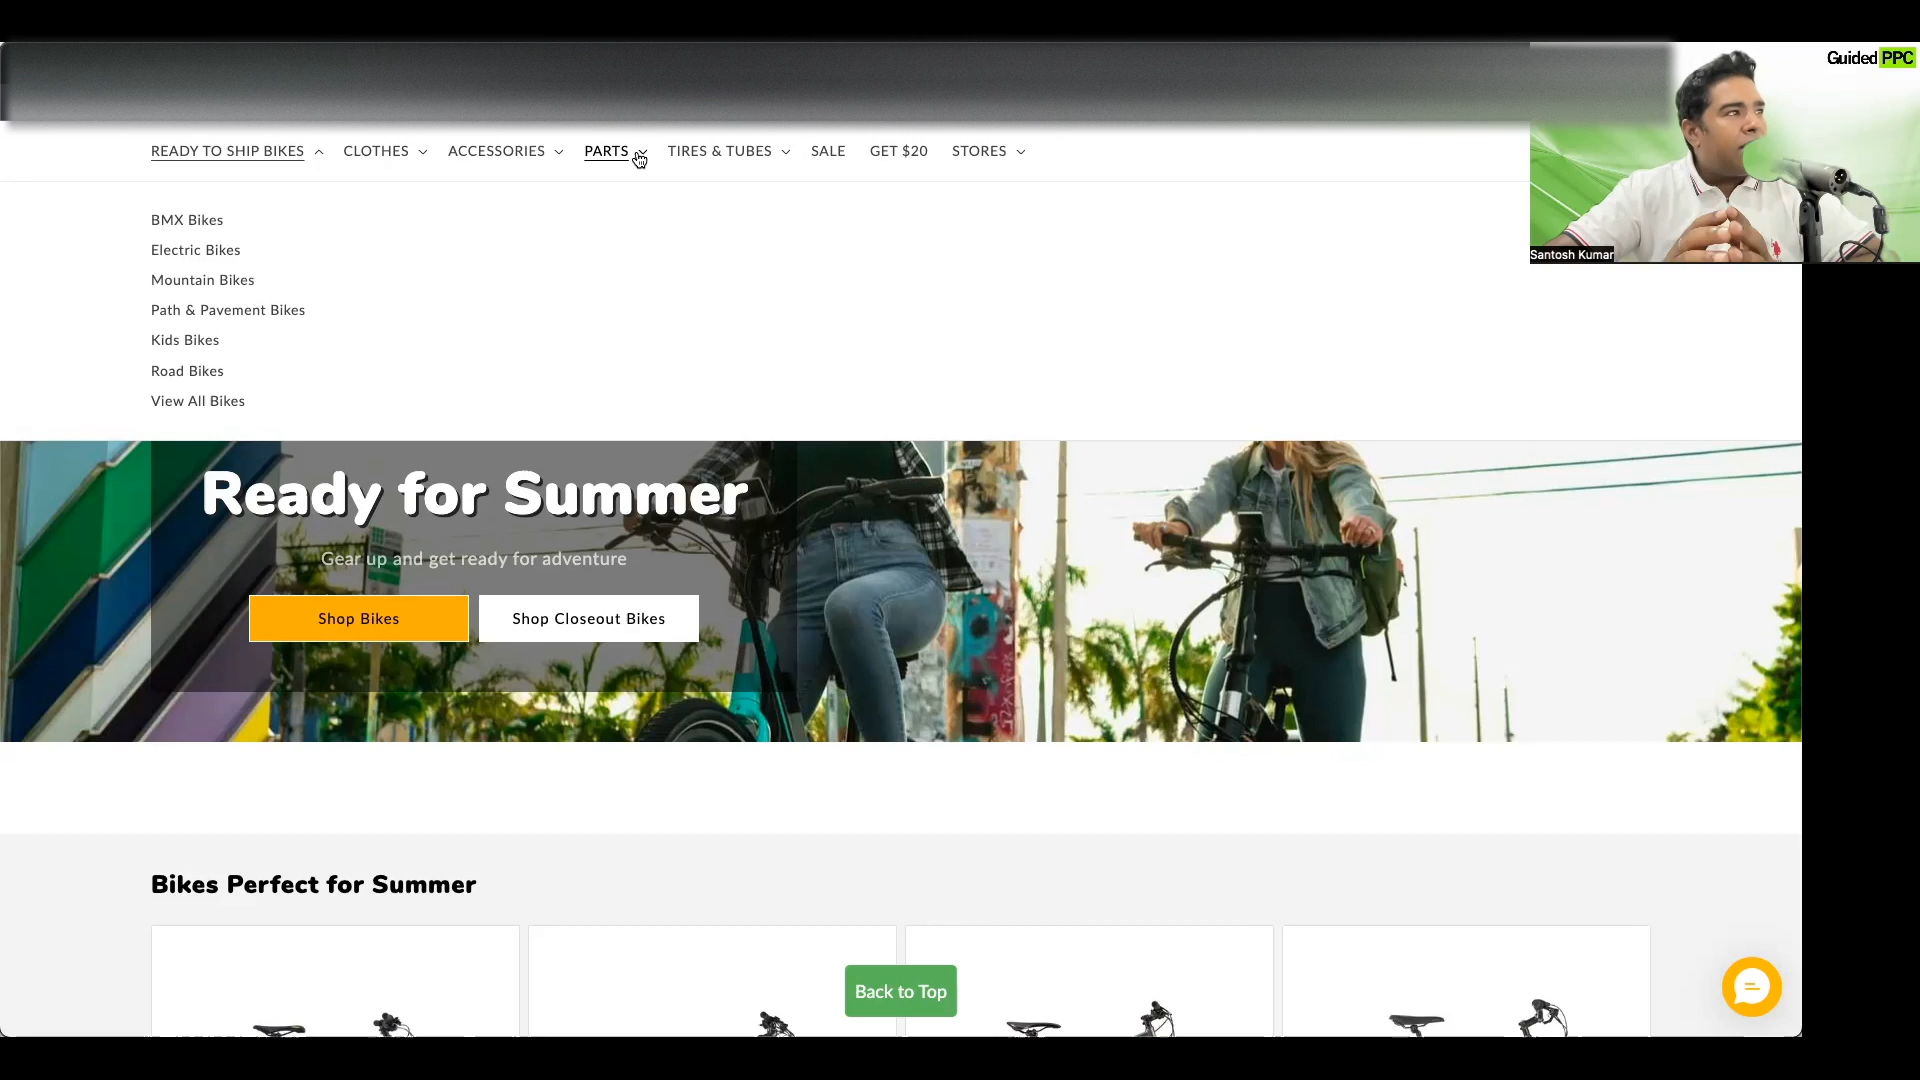 Guided PPC
READY TO SHIP BIKES CLOTHES ACCESSORIES PARTS TIRES & TUBES SALE GET $20 STORES
Santosh Kumar
BMX Bikes
Electric Bikes
Mountain Bikes
Path & Pavement Bikes
Kids Bikes
Road Bikes
View All Bikes
Ready for Summer
Gear up and get ready for adventure
Shop Bikes Shop Closeout Bikes
Bikes Perfect for Summer
Back to Top